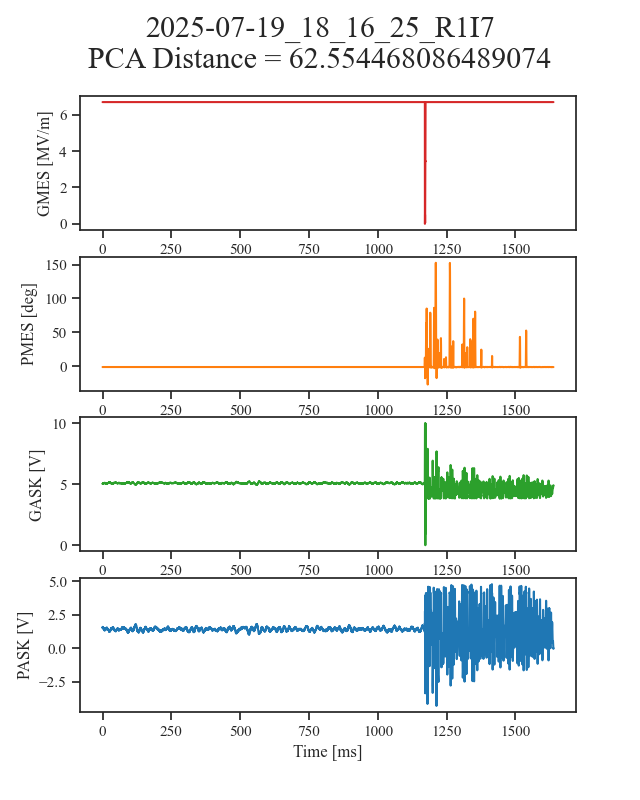 2025-07-19_18_16_25_R1I7
PCA Distance = 62.554468086489074
GMES [MV/m]
6
4
2
0
0 250 500 750 1000 1250 1500
PMES [deg]
150
100
50
0
0 250 500 750 1000 1250 1500
GASK [V]
10
5
0
0 250 500 750 1000 1250 1500
PASK [V]
5.0
2.5
0.0
−2.5
0 250 500 750 1000 1250 1500
Time [ms]